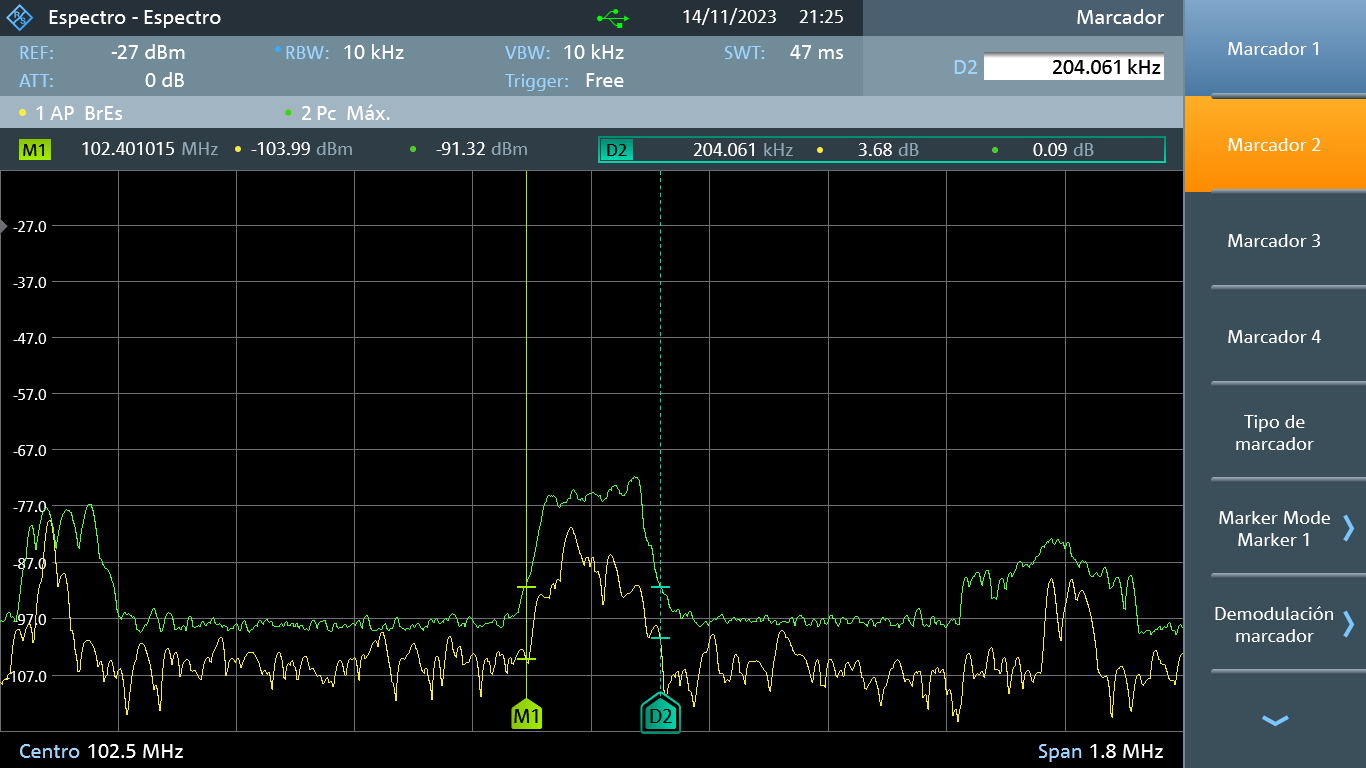 Espectro - Espectro 14/11/2023 21:25 Marcador
REF: -27 dBm RBW: 10 kHz VBW: 10 kHz SWT: 47 ms
ATT: 0 dB Trigger: Free
D2 204.061 kHz
1 AP BrEs 2 Pc Máx.
M1 102.401015 MHz -103.99 dBm -91.32 dBm D2 204.061 kHz 3.68 dB 0.09 dB
-27.0
-37.0
-47.0
-57.0
-67.0
-77.0
-87.0
-97.0
-107.0
M1 D2
Centro 102.5 MHz Span 1.8 MHz
Marcador 1
Marcador 2
Marcador 3
Marcador 4
Tipo de
marcador
Marker Mode
Marker 1
Demodulación
marcador